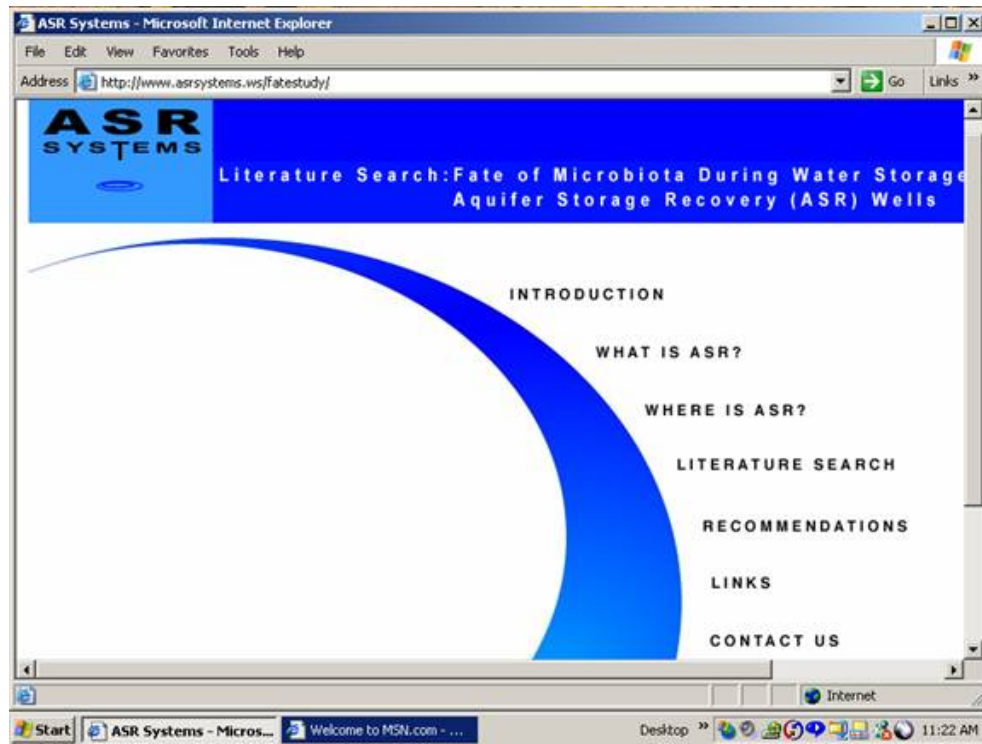 ASR Systems - Microsoft Internet Explorer
File Edit View Favorites Tools Help
Address http://www.asrsystems.ws/fatestudy/ Go Links »
ASR
SYSTEMS
Literature Search:Fate of Microbiota During Water Storage
Aquifer Storage Recovery (ASR) Wells
INTRODUCTION
WHAT IS ASR?
WHERE IS ASR?
LITERATURE SEARCH
RECOMMENDATIONS
LINKS
CONTACT US
Internet
Start ASR Systems - Micros... Welcome to MSN.com - ... Desktop » 11:22 AM